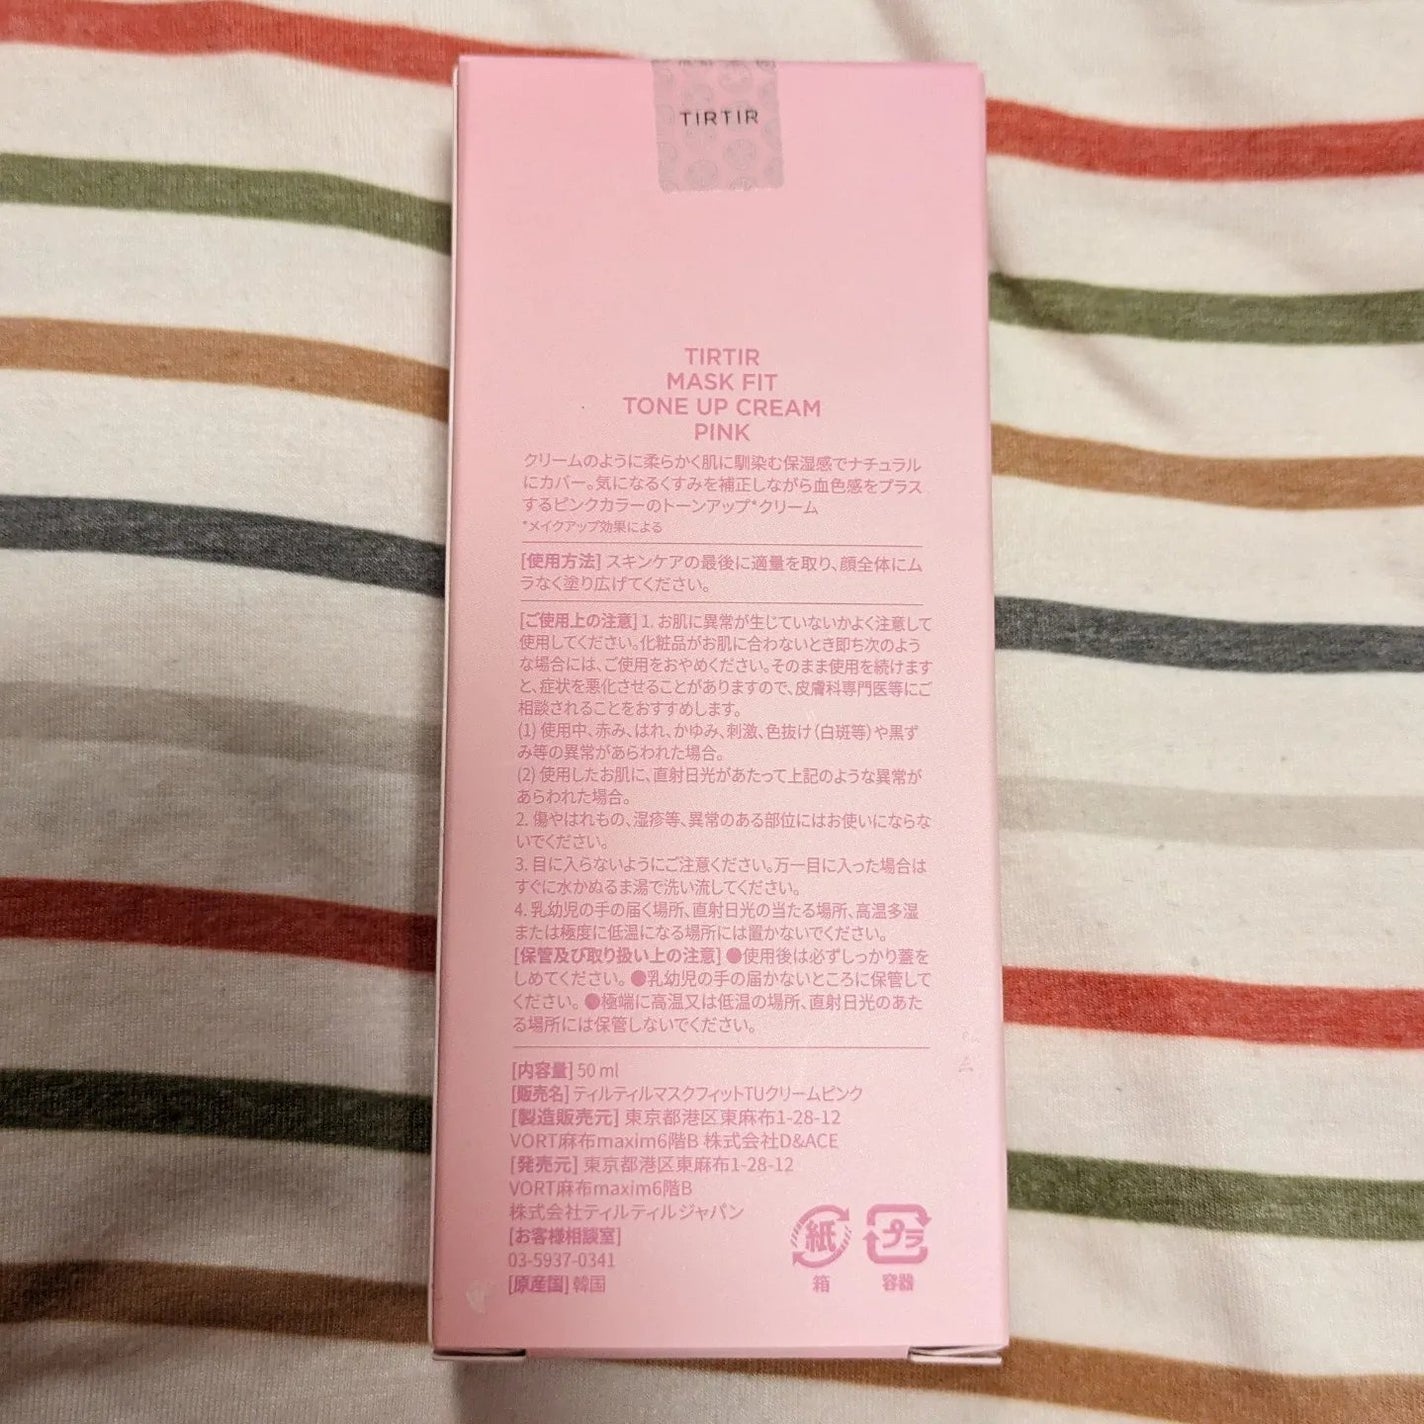 TIRTIR
TIRTIR
MASK FIT
TONE UP CREAM
PINK
クリームのように柔らかく肌に馴染む保湿感でナチュラル
にカバー。気になるくすみを補正しながら血色感をプラス
するピンクカラーのトーンアップ*クリーム
*メイクアップ効果による
[使用方法] スキンケアの最後に適量を取り、顔全体にム
ラなく塗り広げてください。
[ご使用上の注意] 1. お肌に異常が生じていないかよく注意して
使用してください。化粧品がお肌に合わないとき即ち次のよう
な場合には、ご使用をおやめください。そのまま使用を続けます
と、症状を悪化させることがありますので、皮膚科専門医等にご
相談されることをおすすめします。
(1) 使用中、赤み、はれ、かゆみ、刺激、色抜け（白斑等）や黒ず
み等の異常があらわれた場合。
(2) 使用したお肌に、直射日光があたって上記のような異常が
あらわれた場合。
2. 傷やはれもの、湿疹等、異常のある部位にはお使いにならな
いでください。
3. 目に入らないようにご注意ください。万一目に入った場合は
すぐに水かぬるま湯で洗い流してください。
4. 乳幼児の手の届く場所、直射日光の当たる場所、高温多湿
または極度に低温になる場所には置かないでください。
[保管及び取り扱い上の注意] ●使用後は必ずしっかり蓋を
しめてください。●乳幼児の手の届かないところに保管して
ください。●極端に高温又は低温の場所、直射日光のあた
る場所には保管しないでください。
[内容量] 50 ml
[販売名] ティルティルマスクフィットTUクリームピンク
[製造販売元] 東京都港区東麻布1-28-12
VORT麻布maxim6階B 株式会社D&ACE
[発売元] 東京都港区東麻布1-28-12
VORT麻布maxim6階B
株式会社ティルティルジャパン
[お客様相談室]
03-5937-0341
[原産国] 韓国
紙 プラ
箱 容器